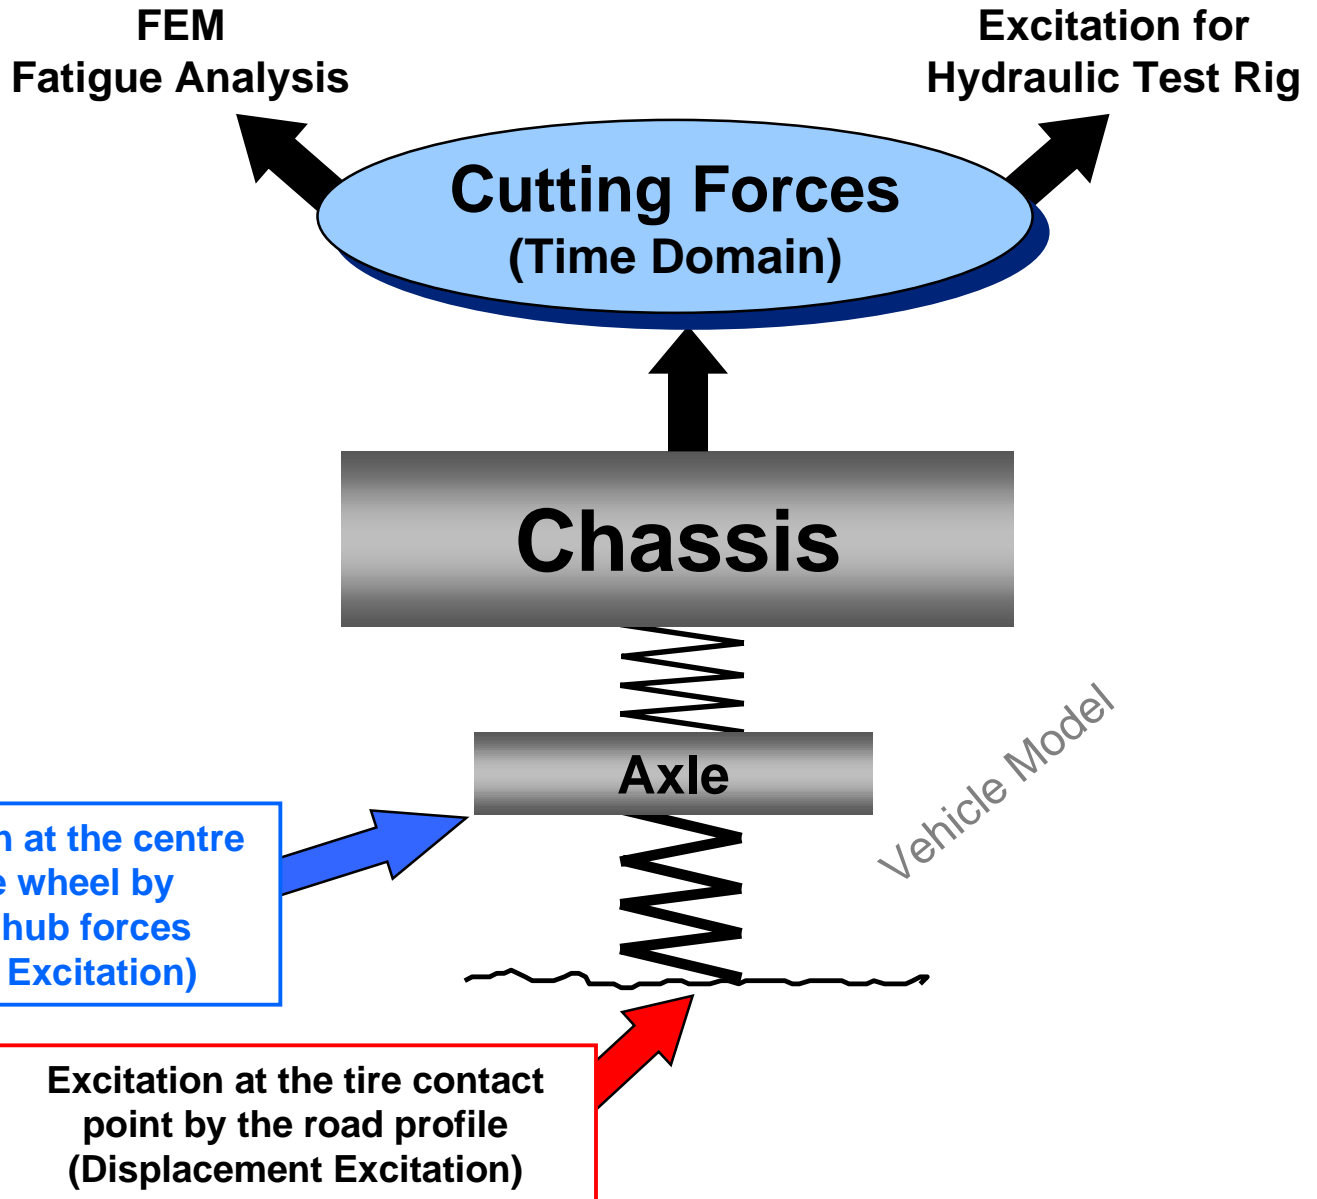 FEM
Fatigue Analysis
Excitation for
Hydraulic Test Rig
Cutting Forces
(Time Domain)
Chassis
Axle
Vehicle Model
at the centre
wheel by
hub forces
Excitation)
Excitation at the tire contact
point by the road profile
(Displacement Excitation)